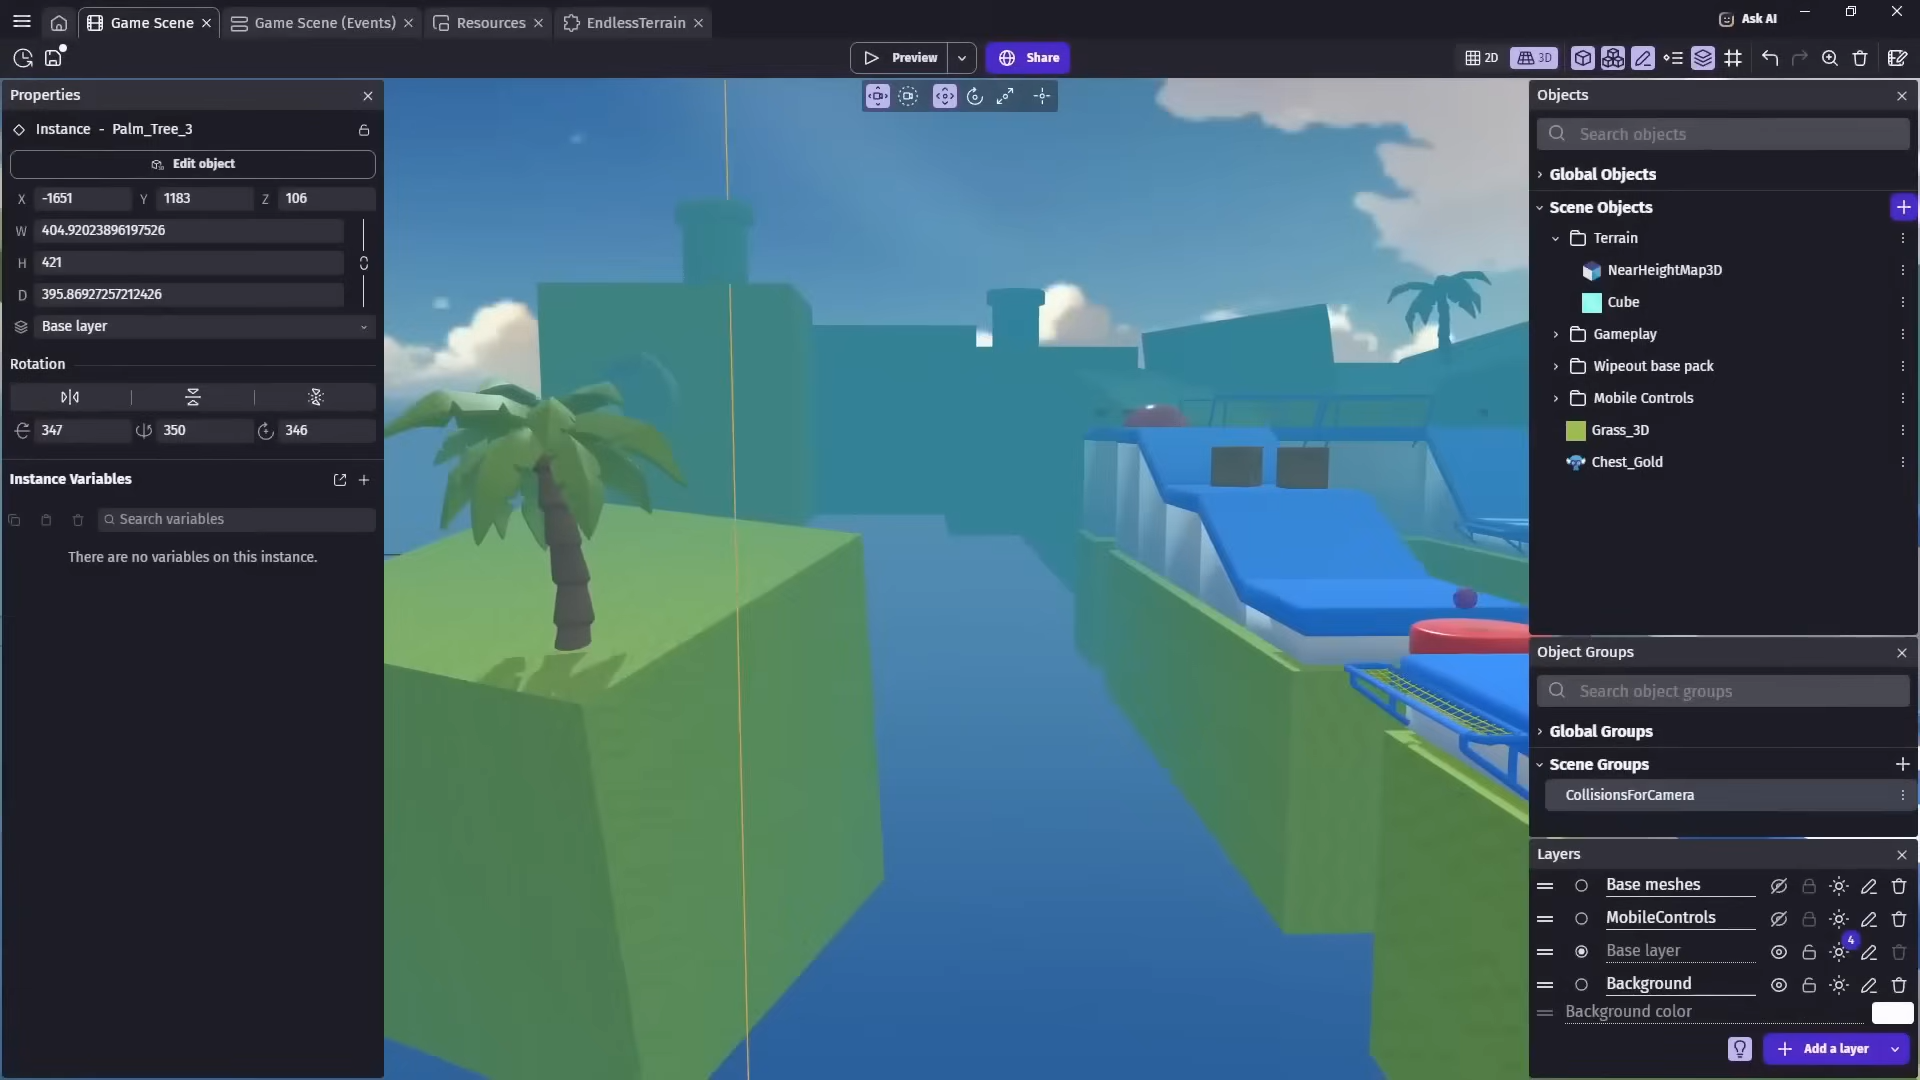 Game Scene
Game Scene (Events)
Resources
EndlessTerrain
Ask AI
Preview
Share
2D
3D
Properties
Instance - Palm_Tree_3
Edit object
X -1651 Y 1183 Z 106
W 404.92023896197526
H 421
D 395.86927257212426
Base layer
Rotation
347 350 346
Instance Variables
Search variables
There are no variables on this instance.
Objects
Search objects
Global Objects
Scene Objects
Terrain
NearHeightMap3D
Cube
Gameplay
Wipeout base pack
Mobile Controls
Grass_3D
Chest_Gold
Object Groups
Search object groups
Global Groups
Scene Groups
CollisionsForCamera
Layers
Base meshes
MobileControls
4
Base layer
Background
Background color
Add a layer